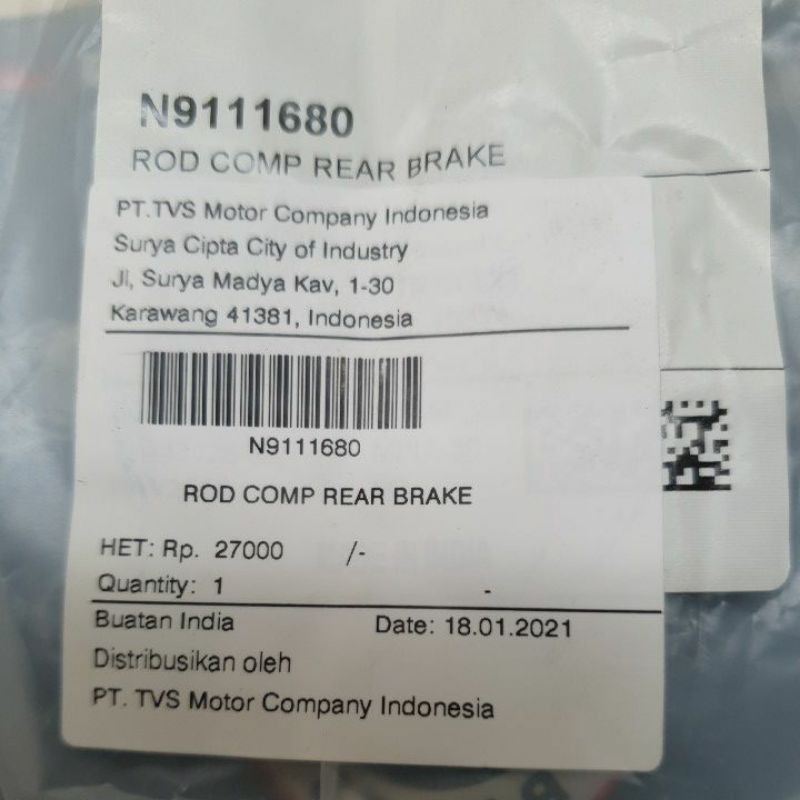 N9111680
ROD COMP REAR BRAKE
PT.TVS Motor Company Indonesia
Surya Cipta City of Industry
Jl, Surya Madya Kav, 1-30
Karawang 41381, Indonesia
N9111680
ROD COMP REAR BRAKE
HET: Rp. 27000 /-
Quantity: 1 -
Buatan India Date: 18.01.2021
Distribusikan oleh
PT. TVS Motor Company Indonesia